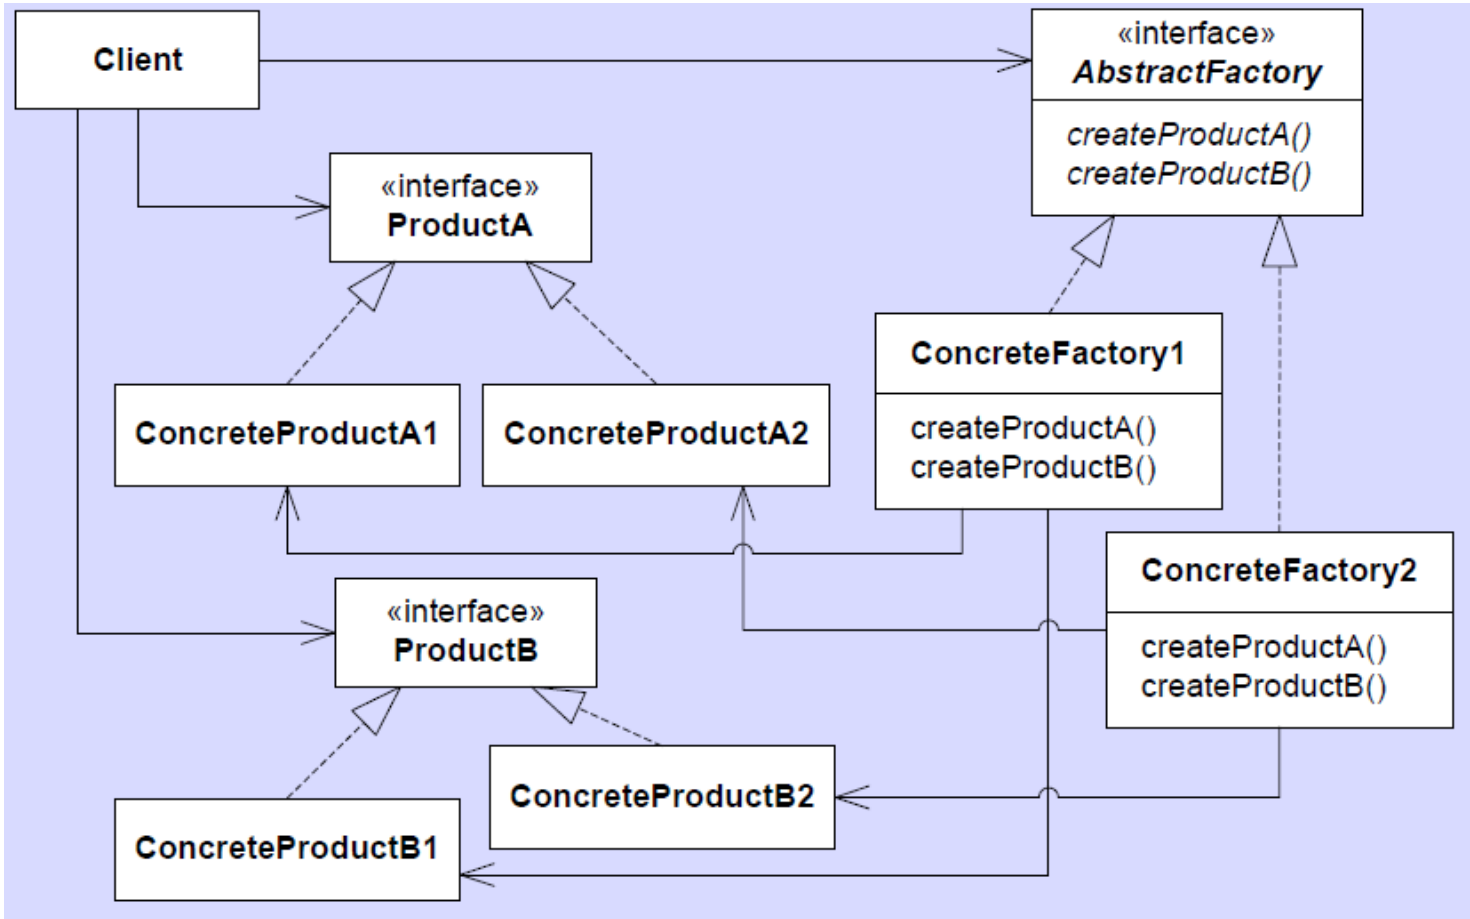 Client
«interface»
AbstractFactory
createProductA()
createProductB()
«interface»
ProductA
ConcreteFactory1
createProductA()
createProductB()
ConcreteProductA1
ConcreteProductA2
ConcreteFactory2
createProductA()
createProductB()
«interface»
ProductB
ConcreteProductB2
ConcreteProductB1